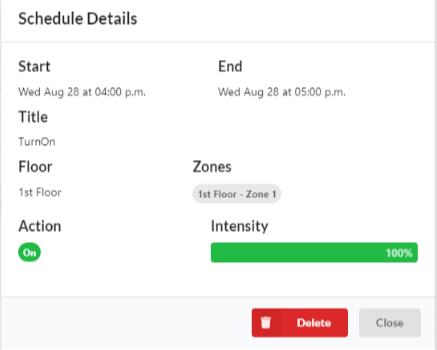 Schedule Details
Start
End
Wed Aug 28 at 04:00 p.m.
Wed Aug 28 at 05:00 p.m.
Title
TurnOn
Floor
Zones
1st Floor
1st Floor - Zone 1
Action
Intensity
On
100%
Delete
Close